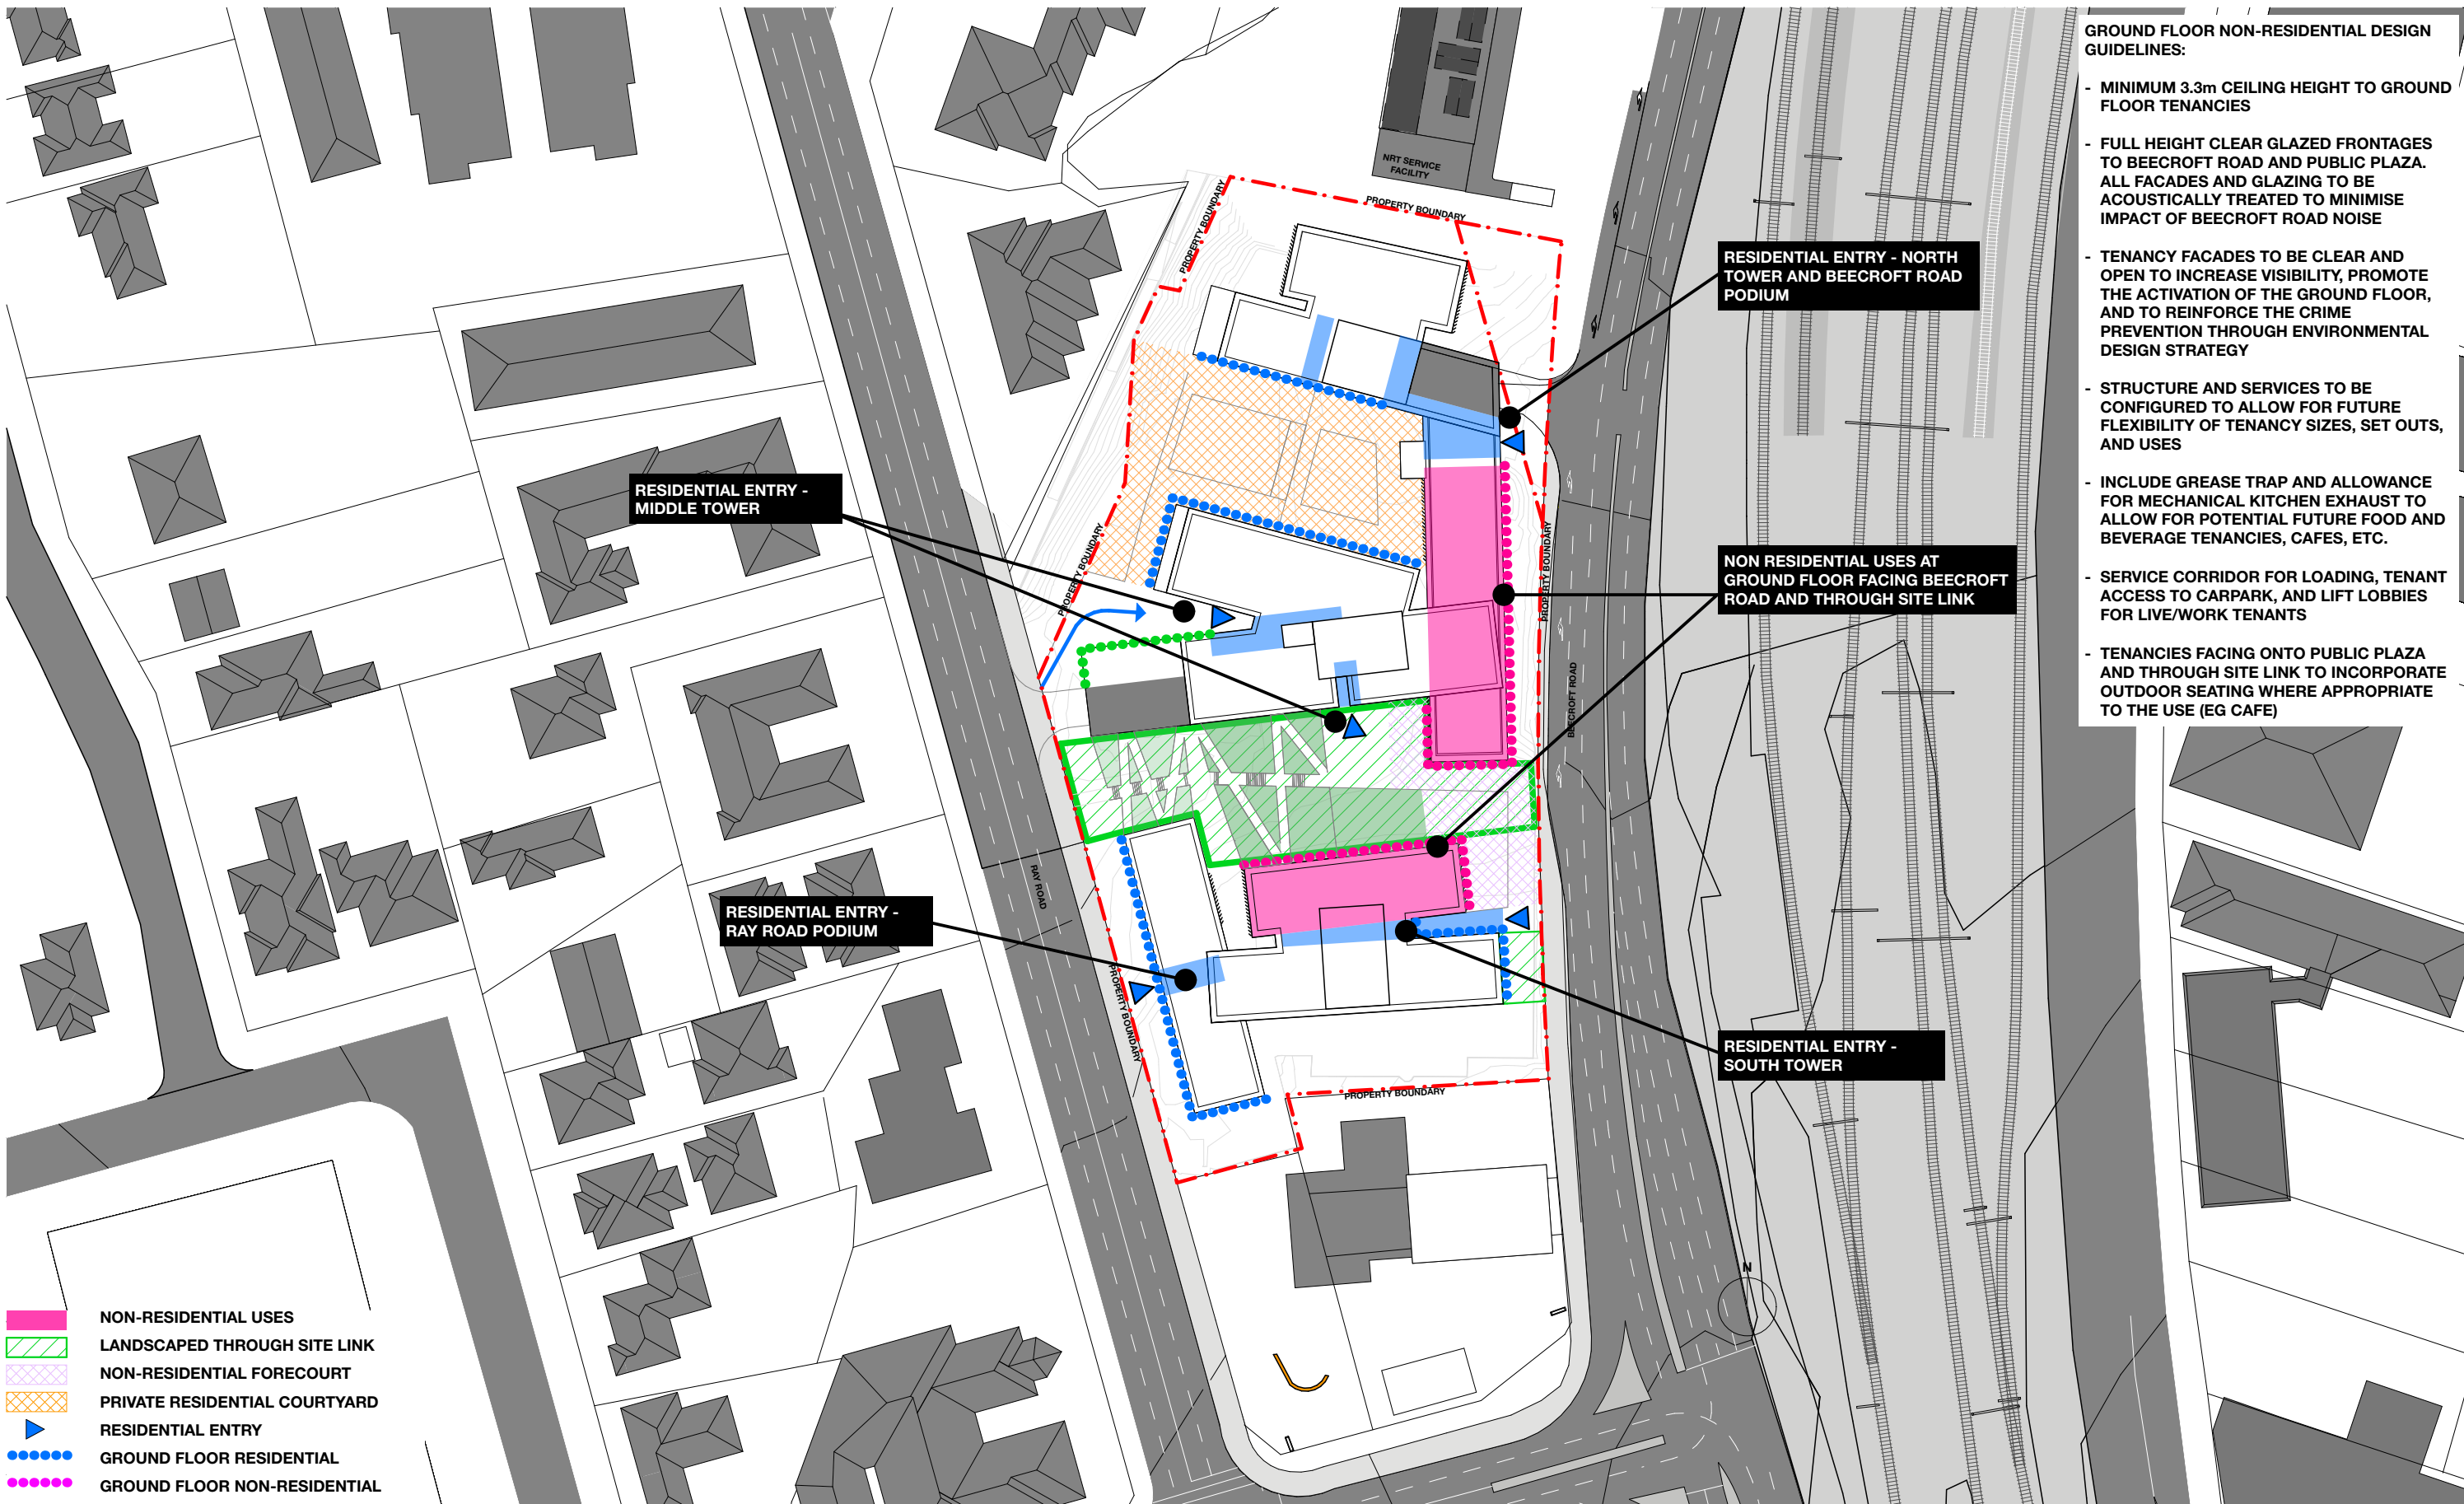 GROUND FLOOR NON-RESIDENTIAL DESIGN
GUIDELINES:
- MINIMUM 3.3m CEILING HEIGHT TO GROUND
FLOOR TENANCIES
- FULL HEIGHT CLEAR GLAZED FRONTAGES
TO BEECROFT ROAD AND PUBLIC PLAZA.
ALL FACADES AND GLAZING TO BE
ACOUSTICALLY TREATED TO MINIMISE
IMPACT OF BEECROFT ROAD NOISE
- TENANCY FACADES TO BE CLEAR AND
OPEN TO INCREASE VISIBILITY, PROMOTE
THE ACTIVATION OF THE GROUND FLOOR,
AND TO REINFORCE THE CRIME
PREVENTION THROUGH ENVIRONMENTAL
DESIGN STRATEGY
- STRUCTURE AND SERVICES TO BE
CONFIGURED TO ALLOW FOR FUTURE
FLEXIBILITY OF TENANCY SIZES, SET OUTS,
AND USES
- INCLUDE GREASE TRAP AND ALLOWANCE
FOR MECHANICAL KITCHEN EXHAUST TO
ALLOW FOR POTENTIAL FUTURE FOOD AND
BEVERAGE TENANCIES, CAFES, ETC.
- SERVICE CORRIDOR FOR LOADING, TENANT
ACCESS TO CARPARK, AND LIFT LOBBIES
FOR LIVE/WORK TENANTS
- TENANCIES FACING ONTO PUBLIC PLAZA
AND THROUGH SITE LINK TO INCORPORATE
OUTDOOR SEATING WHERE APPROPRIATE
TO THE USE (EG CAFE)
NRT SERVICE
FACILITY
PROPERTY BOUNDARY
PROPERTY BOUNDARY
RESIDENTIAL ENTRY - NORTH
TOWER AND BEECROFT ROAD
PODIUM
RESIDENTIAL ENTRY -
MIDDLE TOWER
PROPERTY BOUNDARY
PROPERTY BOUNDARY
NON RESIDENTIAL USES AT
GROUND FLOOR FACING BEECROFT
ROAD AND THROUGH SITE LINK
BEECROFT ROAD
RAY ROAD
RESIDENTIAL ENTRY -
RAY ROAD PODIUM
PROPERTY BOUNDARY
RESIDENTIAL ENTRY -
SOUTH TOWER
PROPERTY BOUNDARY
N
NON-RESIDENTIAL USES
LANDSCAPED THROUGH SITE LINK
NON-RESIDENTIAL FORECOURT
PRIVATE RESIDENTIAL COURTYARD
RESIDENTIAL ENTRY
GROUND FLOOR RESIDENTIAL
GROUND FLOOR NON-RESIDENTIAL